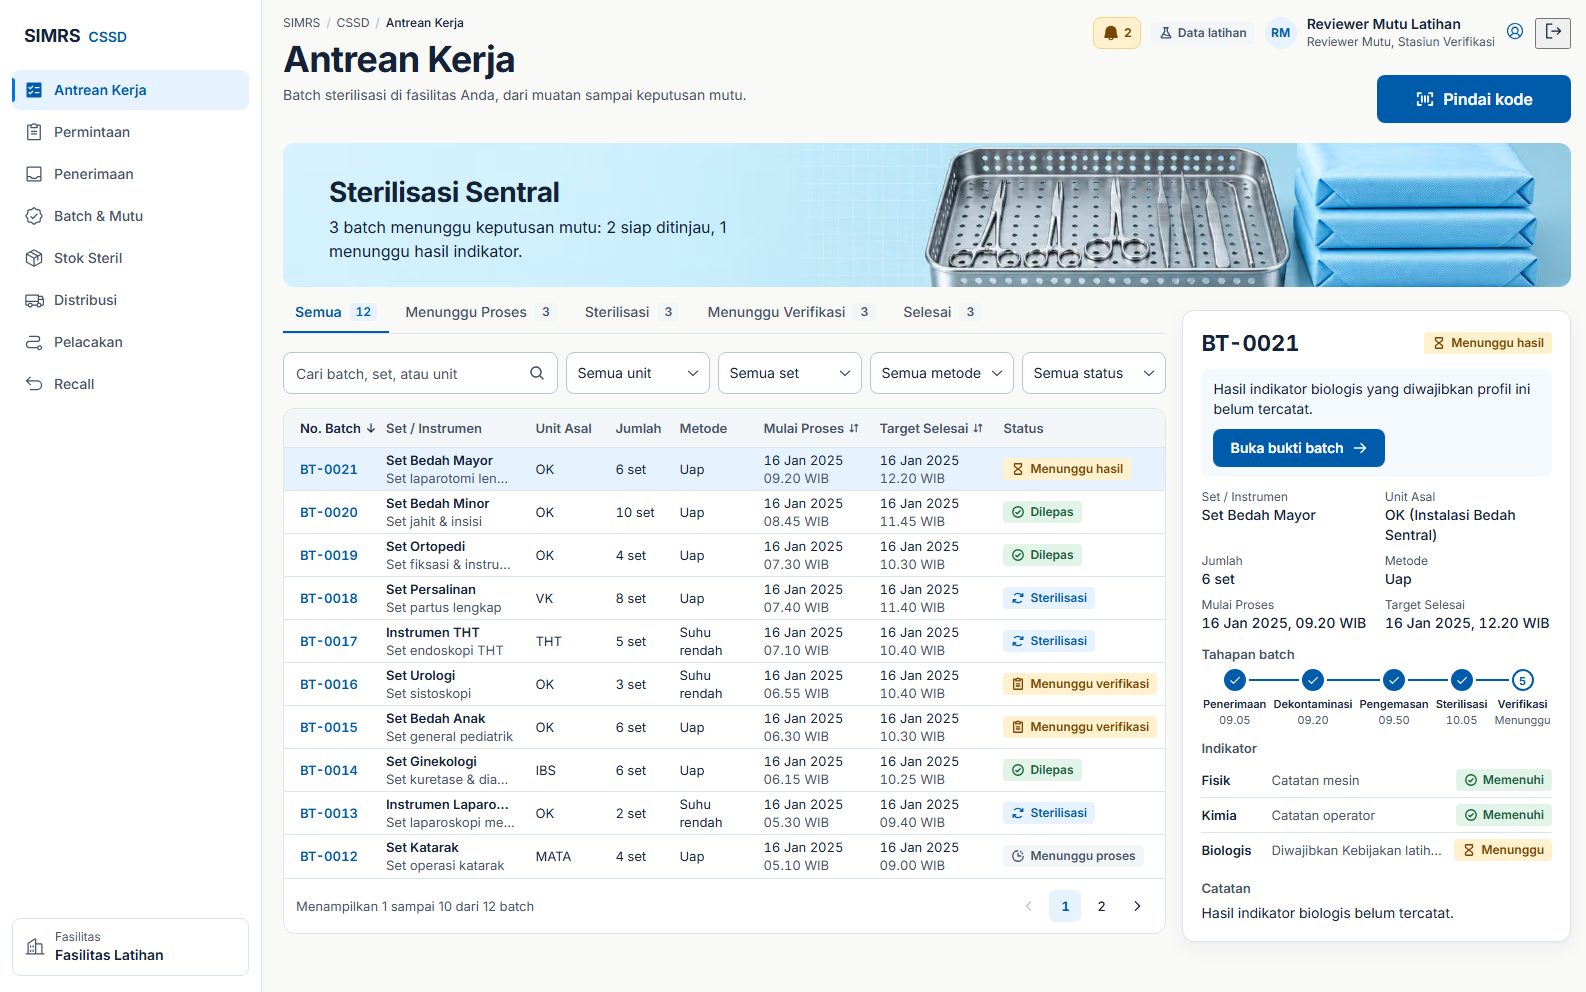 SIMRS CSSD
Antrean Kerja
Permintaan
Penerimaan
Batch & Mutu
Stok Steril
Distribusi
Pelacakan
Recall
Fasilitas
Fasilitas Latihan
SIMRS / CSSD / Antrean Kerja
Antrean Kerja
Batch sterilisasi di fasilitas Anda, dari muatan sampai keputusan mutu.
2
Data latihan
RM
Reviewer Mutu Latihan
Reviewer Mutu, Stasiun Verifikasi
Pindai kode
Sterilisasi Sentral
3 batch menunggu keputusan mutu: 2 siap ditinjau, 1
menunggu hasil indikator.
Semua 12 Menunggu Proses 3 Sterilisasi 3 Menunggu Verifikasi 3 Selesai 3
Cari batch, set, atau unit Semua unit Semua set Semua metode Semua status
No. Batch Set / Instrumen Unit Asal Jumlah Metode Mulai Proses Target Selesai Status
BT-0021 Set Bedah Mayor OK 6 set Uap 16 Jan 2025 16 Jan 2025 Menunggu hasil
Set laparotomi len... 09.20 WIB 12.20 WIB
BT-0020 Set Bedah Minor OK 10 set Uap 16 Jan 2025 16 Jan 2025 Dilepas
Set jahit & insisi 08.45 WIB 11.45 WIB
BT-0019 Set Ortopedi OK 4 set Uap 16 Jan 2025 16 Jan 2025 Dilepas
Set fiksasi & instru... 07.30 WIB 10.30 WIB
BT-0018 Set Persalinan VK 8 set Uap 16 Jan 2025 16 Jan 2025 Sterilisasi
Set partus lengkap 07.40 WIB 11.40 WIB
BT-0017 Instrumen THT THT 5 set Suhu 16 Jan 2025 16 Jan 2025 Sterilisasi
Set endoskopi THT rendah 07.10 WIB 10.40 WIB
BT-0016 Set Urologi OK 3 set Suhu 16 Jan 2025 16 Jan 2025 Menunggu verifikasi
Set sistoskopi rendah 06.55 WIB 10.40 WIB
BT-0015 Set Bedah Anak OK 6 set Uap 16 Jan 2025 16 Jan 2025 Menunggu verifikasi
Set general pediatrik 06.30 WIB 10.30 WIB
BT-0014 Set Ginekologi IBS 6 set Uap 16 Jan 2025 16 Jan 2025 Dilepas
Set kuretase & dia... 06.15 WIB 10.25 WIB
BT-0013 Instrumen Laparo... OK 2 set Suhu 16 Jan 2025 16 Jan 2025 Sterilisasi
Set laparoskopi me... rendah 05.30 WIB 09.40 WIB
BT-0012 Set Katarak MATA 4 set Uap 16 Jan 2025 16 Jan 2025 Menunggu proses
Set operasi katarak 05.10 WIB 09.00 WIB
Menampilkan 1 sampai 10 dari 12 batch 1 2
BT-0021 Menunggu hasil
Hasil indikator biologis yang diwajibkan profil ini
belum tercatat.
Buka bukti batch
Set / Instrumen Unit Asal
Set Bedah Mayor OK (Instalasi Bedah
Sentral)
Jumlah Metode
6 set Uap
Mulai Proses Target Selesai
16 Jan 2025, 09.20 WIB 16 Jan 2025, 12.20 WIB
Tahapan batch
5
Penerimaan Dekontaminasi Pengemasan Sterilisasi Verifikasi
09.05 09.20 09.50 10.05 Menunggu
Indikator
Fisik Catatan mesin Memenuhi
Kimia Catatan operator Memenuhi
Biologis Diwajibkan Kebijakan latih... Menunggu
Catatan
Hasil indikator biologis belum tercatat.